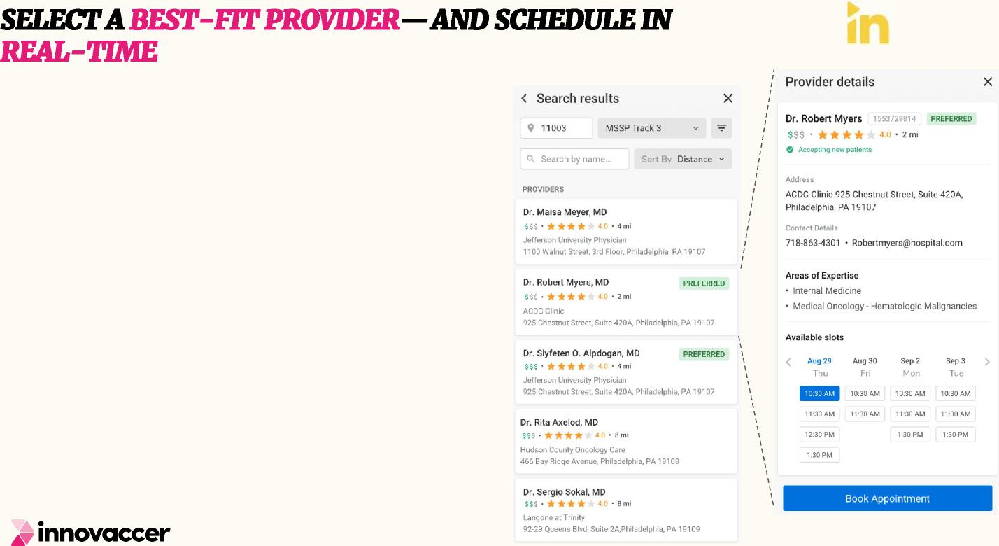 SELECT A BEST-FIT PROVIDER—AND SCHEDULE IN
REAL-TIME
in
Search results
11003
MSSP Track 3
Search by name...
Sort By Distance
PROVIDERS
Dr. Maisa Meyer, MD
$$$ • 4.0 • 4 mi
Jefferson University Physician
1100 Walnut Street, 3rd Floor, Philadelphia, PA 19107
Dr. Robert Myers, MD PREFERRED
$$$ • 4.0 • 2 mi
ACDC Clinic
925 Chestnut Street, Suite 420A, Philadelphia, PA 19107
Dr. Siyfeten O. Alpdogan, MD PREFERRED
$$$ • 4.0 • 4 mi
Jefferson University Physician
925 Chestnut Street, Suite 420A, Philadelphia, PA 19107
Dr. Rita Axelod, MD
$$$ • 4.0 • 8 mi
Hudson County Oncology Care
466 Bay Ridge Avenue, Philadelphia, PA 19109
Dr. Sergio Sokal, MD
$$$ • 4.0 • 8 mi
Langone at Trinity
92-29 Queens Blvd, Suite 2A,Philadelphia, PA 19109
Provider details
Dr. Robert Myers 1553729814 PREFERRED
$$$ • 4.0 • 2 mi
Accepting new patients
Address
ACDC Clinic 925 Chestnut Street, Suite 420A,
Philadelphia, PA 19107
Contact Details
718-863-4301 • Robertmyers@hospital.com
Areas of Expertise
• Internal Medicine
• Medical Oncology - Hematologic Malignancies
Available slots
Aug 29 Aug 30 Sep 2 Sep 3
Thu Fri Mon Tue
10:30 AM 10:30 AM 10:30 AM 10:30 AM
11:30 AM 11:30 AM 11:30 AM 11:30 AM
12:30 PM 1:30 PM 1:30 PM
1:30 PM
Book Appointment
innovaccer